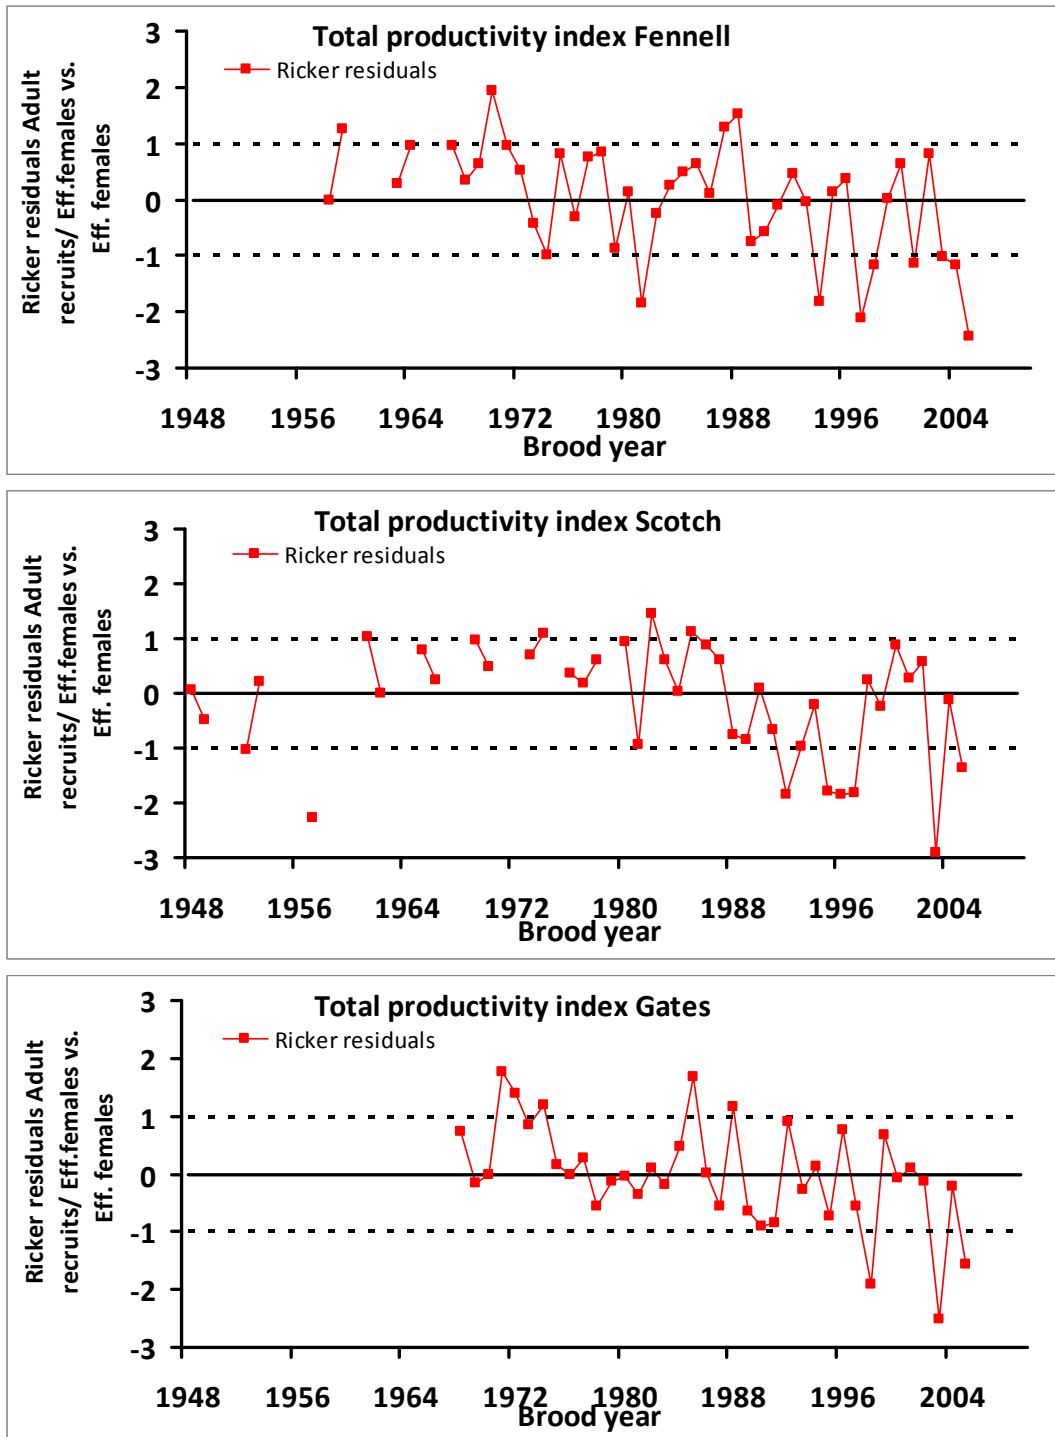 Total productivity index Fennell
Ricker residuals
Ricker residuals Adult
recruits/ Eff.females vs.
Eff. females
3
2
1
0
-1
-2
-3
1948 1956 1964 1972 1980 1988 1996 2004
Brood year
Total productivity index Scotch
Ricker residuals
Ricker residuals Adult
recruits/ Eff.females vs.
Eff. females
3
2
1
0
-1
-2
-3
1948 1956 1964 1972 1980 1988 1996 2004
Brood year
Total productivity index Gates
Ricker residuals
Ricker residuals Adult
recruits/ Eff.females vs.
Eff. females
3
2
1
0
-1
-2
-3
1948 1956 1964 1972 1980 1988 1996 2004
Brood year